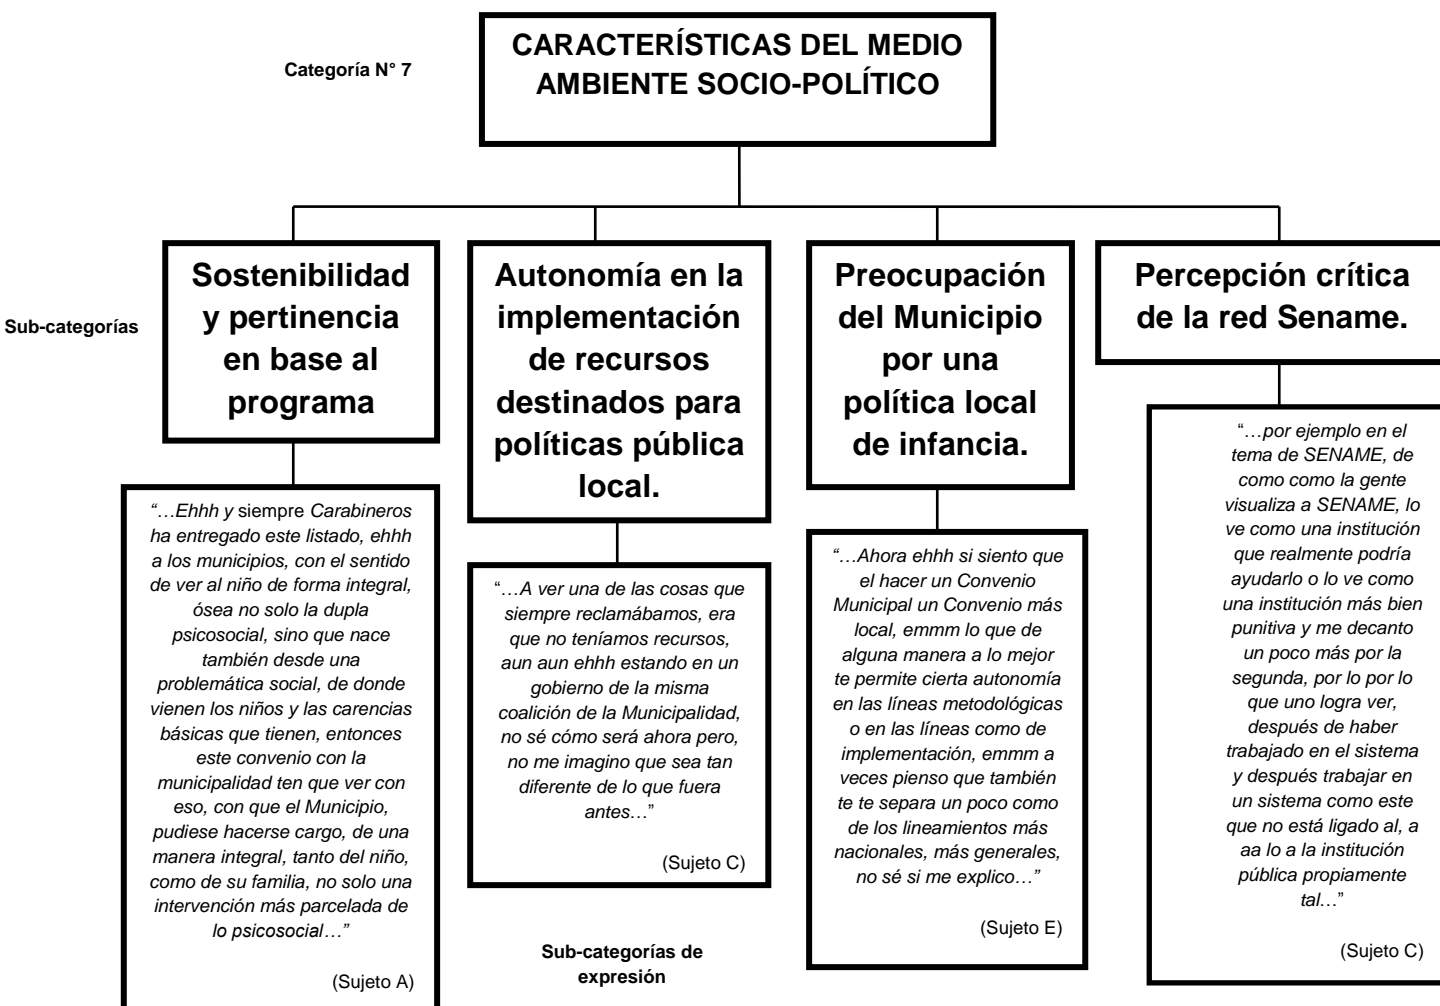 Categoría N° 7
CARACTERÍSTICAS DEL MEDIO
AMBIENTE SOCIO-POLÍTICO
Sub-categorías
Sostenibilidad
y pertinencia
en base al
programa
Autonomía en la
implementación
de recursos
destinados para
políticas pública
local.
Preocupación
del Municipio
por una
política local
de infancia.
Percepción crítica
de la red Sename.
“…Ehhh y siempre Carabineros
ha entregado este listado, ehhh
a los municipios, con el sentido
de ver al niño de forma integral,
ósea no solo la dupla
psicosocial, sino que nace
también desde una
problemática social, de donde
vienen los niños y las carencias
básicas que tienen, entonces
este convenio con la
municipalidad ten que ver con
eso, con que el Municipio,
pudiese hacerse cargo, de una
manera integral, tanto del niño,
como de su familia, no solo una
intervención más parcelada de
lo psicosocial…”
(Sujeto A)
“…A ver una de las cosas que
siempre reclamábamos, era
que no teníamos recursos,
aun aun ehhh estando en un
gobierno de la misma
coalición de la Municipalidad,
no sé cómo será ahora pero,
no me imagino que sea tan
diferente de lo que fuera
antes…”
(Sujeto C)
“…Ahora ehhh si siento que
el hacer un Convenio
Municipal un Convenio más
local, emmm lo que de
alguna manera a lo mejor
te permite cierta autonomía
en las líneas metodológicas
o en las líneas como de
implementación, emmm a
veces pienso que también
te te separa un poco como
de los lineamientos más
nacionales, más generales,
no sé si me explico…”
(Sujeto E)
“…por ejemplo en el
tema de SENAME, de
como como la gente
visualiza a SENAME, lo
ve como una institución
que realmente podría
ayudarlo o lo ve como
una institución más bien
punitiva y me decanto
un poco más por la
segunda, por lo por lo
que uno logra ver,
después de haber
trabajado en el sistema
y después trabajar en
un sistema como este
que no está ligado al, a
aa lo a la institución
pública propiamente
tal…”
(Sujeto C)
Sub-categorías de
expresión